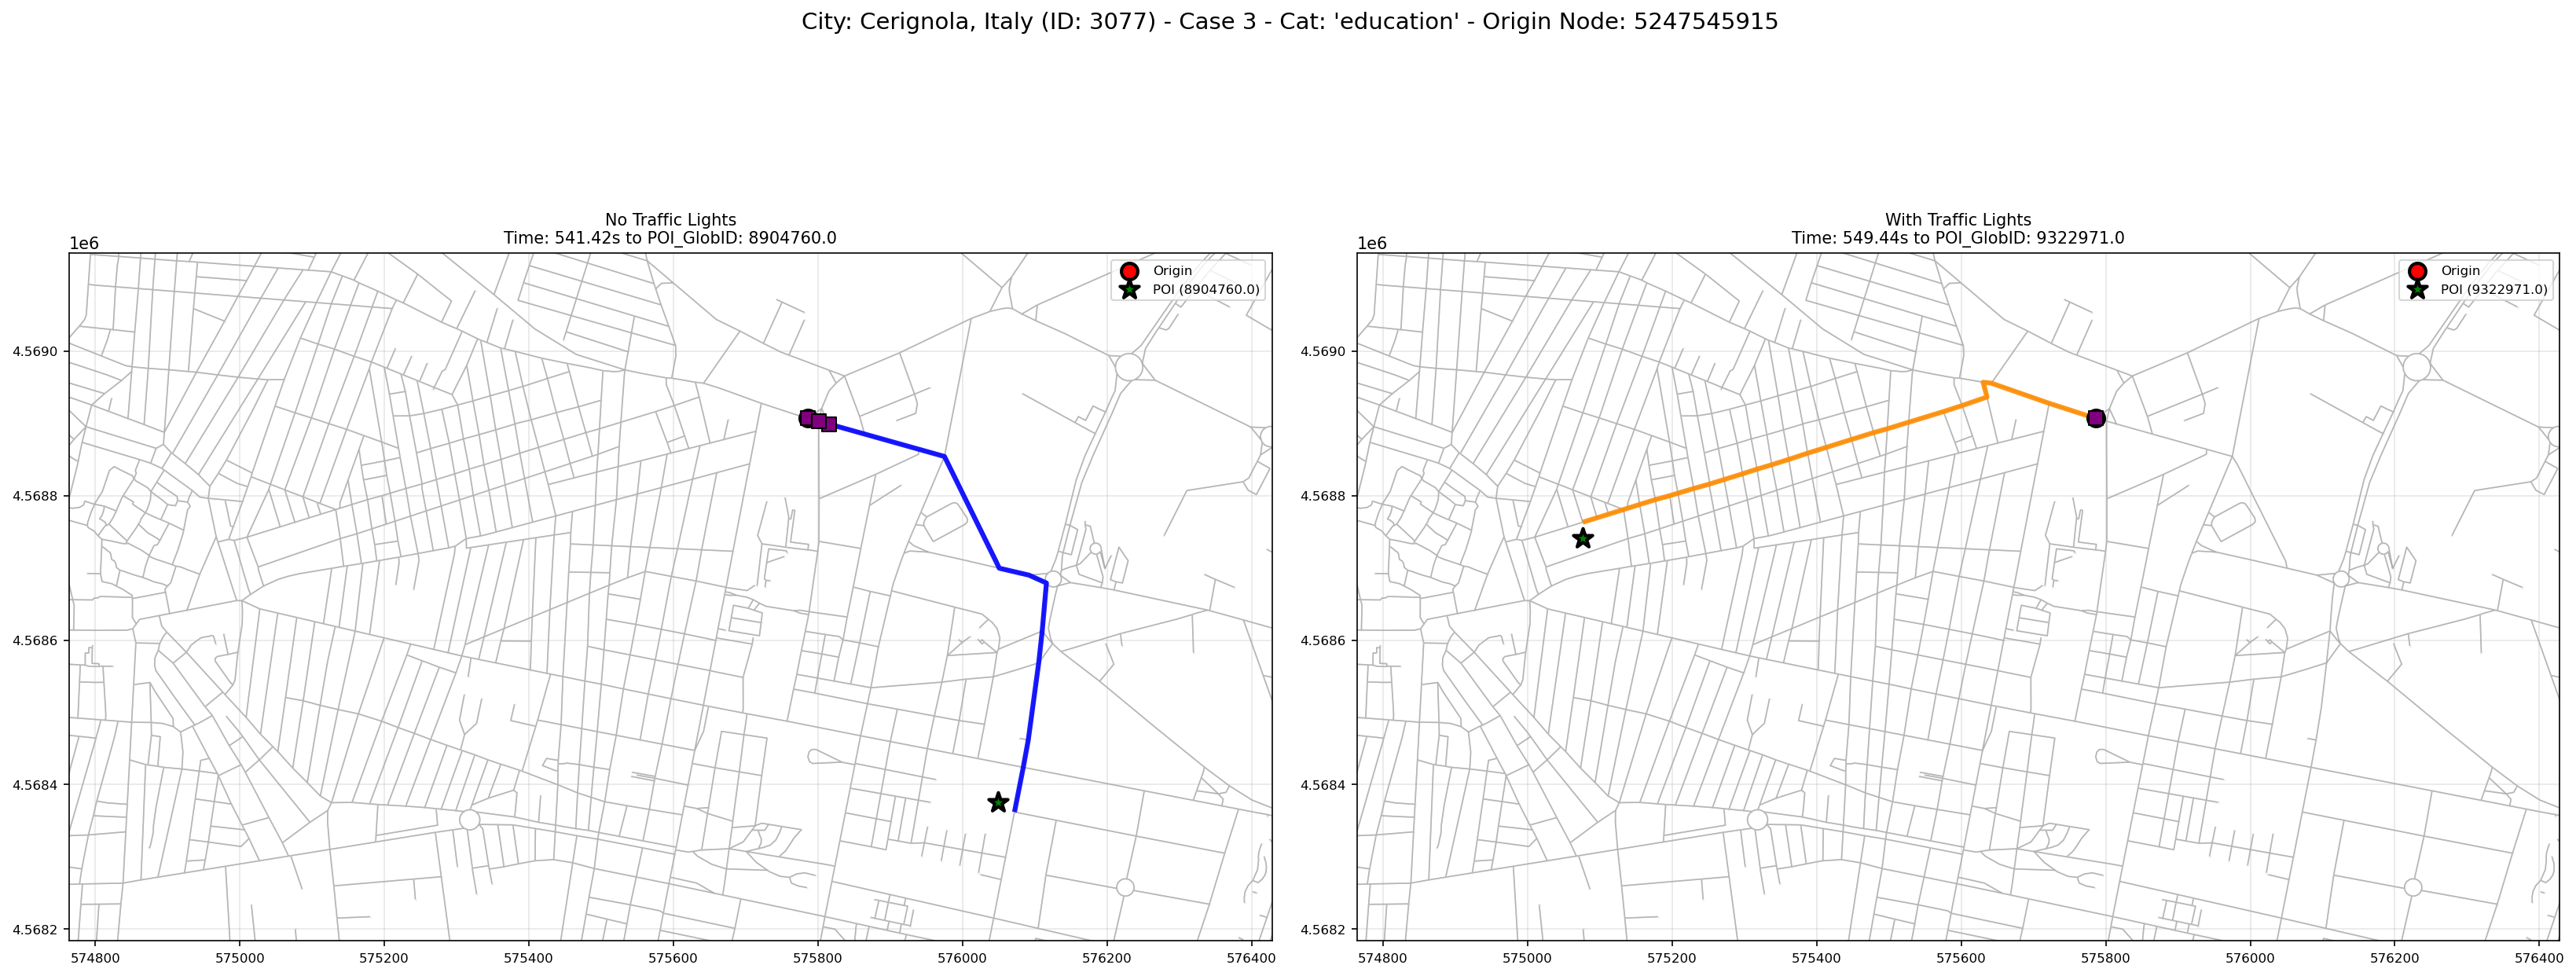 City: Cerignola, Italy (ID: 3077) - Case 3 - Cat: 'education' - Origin Node: 5247545915
No Traffic Lights
Time: 541.42s to POI_GlobID: 8904760.0
1e6
Origin
POI (8904760.0)
4.5690
4.5688
4.5686
4.5684
4.5682
574800 575000 575200 575400 575600 575800 576000 576200 576400
With Traffic Lights
Time: 549.44s to POI_GlobID: 9322971.0
1e6
Origin
POI (9322971.0)
4.5690
4.5688
4.5686
4.5684
4.5682
574800 575000 575200 575400 575600 575800 576000 576200 576400